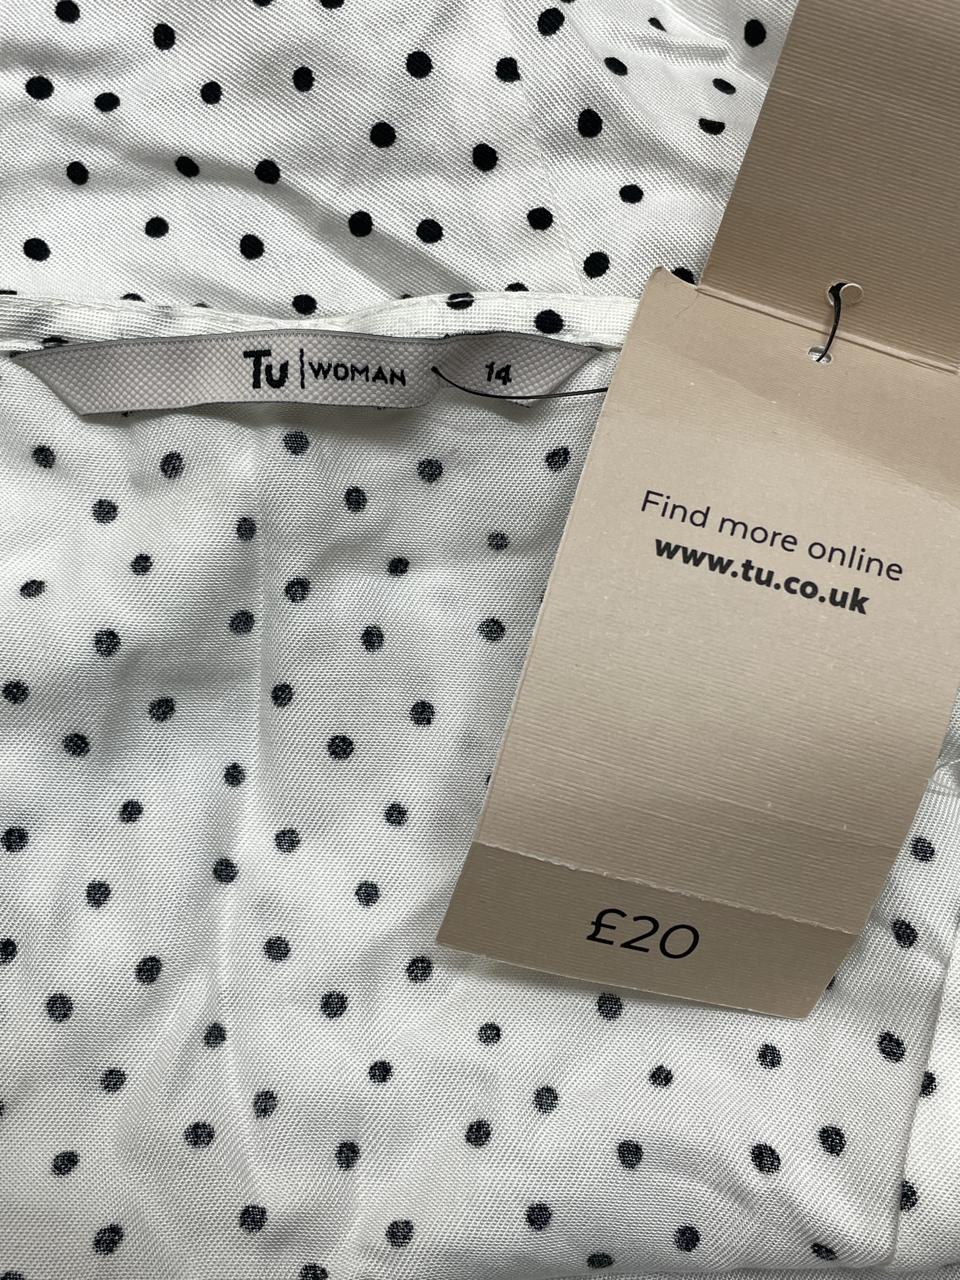 Tu | WOMAN 14
Find more online
www.tu.co.uk
£20